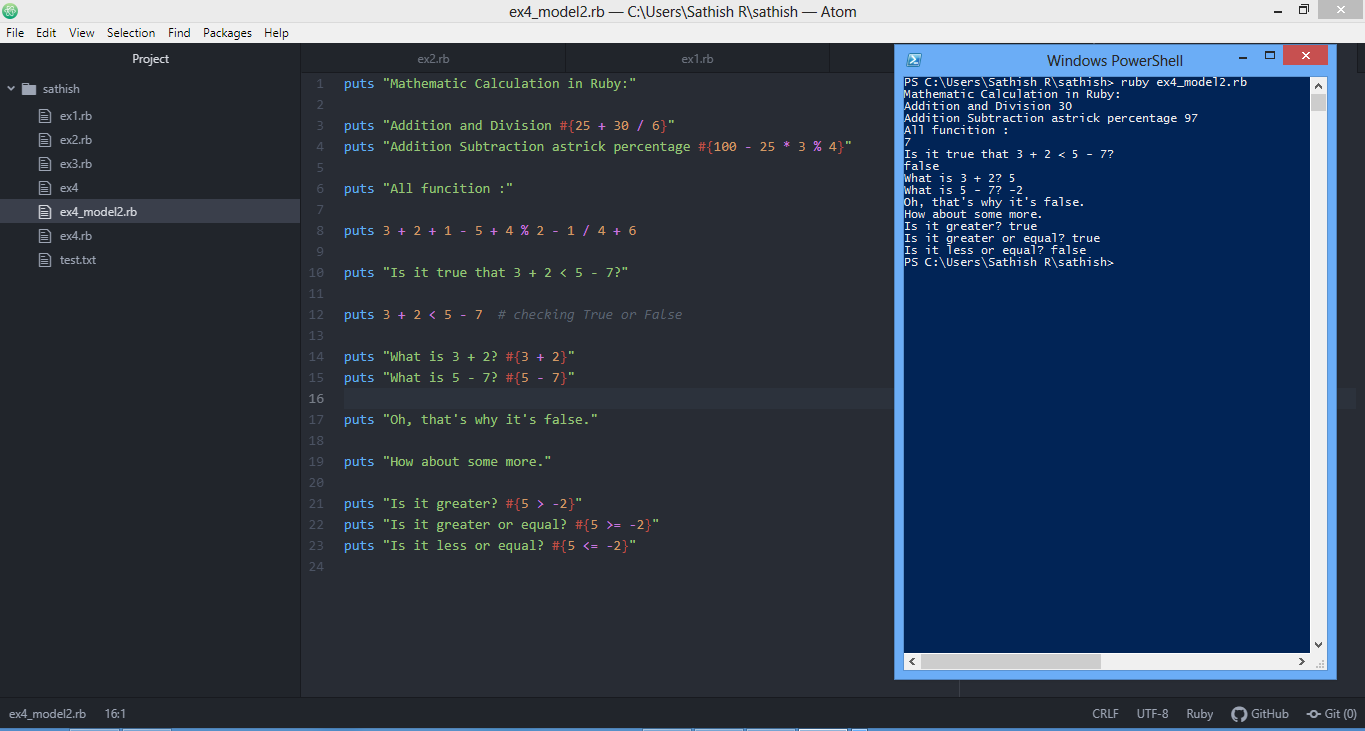 ex4_model2.rb — C:\Users\Sathish R\sathish — Atom
File Edit View Selection Find Packages Help
Project
sathish
ex1.rb
ex2.rb
ex3.rb
ex4
ex4_model2.rb
ex4.rb
test.txt
ex2.rb ex1.rb
1 puts "Mathematic Calculation in Ruby:"
2
3 puts "Addition and Division #{25 + 30 / 6}"
4 puts "Addition Subtraction astrick percentage #{100 - 25 * 3 % 4}"
5
6 puts "All funcition :"
7
8 puts 3 + 2 + 1 - 5 + 4 % 2 - 1 / 4 + 6
9
10 puts "Is it true that 3 + 2 < 5 - 7?"
11
12 puts 3 + 2 < 5 - 7  # checking True or False
13
14 puts "What is 3 + 2? #{3 + 2}"
15 puts "What is 5 - 7? #{5 - 7}"
16
17 puts "Oh, that's why it's false."
18
19 puts "How about some more."
20
21 puts "Is it greater? #{5 > -2}"
22 puts "Is it greater or equal? #{5 >= -2}"
23 puts "Is it less or equal? #{5 <= -2}"
24
Windows PowerShell
PS C:\Users\Sathish R\sathish> ruby ex4_model2.rb
Mathematic Calculation in Ruby:
Addition and Division 30
Addition Subtraction astrick percentage 97
All funcition :
7
Is it true that 3 + 2 < 5 - 7?
false
What is 3 + 2? 5
What is 5 - 7? -2
Oh, that's why it's false.
How about some more.
Is it greater? true
Is it greater or equal? true
Is it less or equal? false
PS C:\Users\Sathish R\sathish>
ex4_model2.rb 16:1
CRLF UTF-8 Ruby GitHub Git (0)